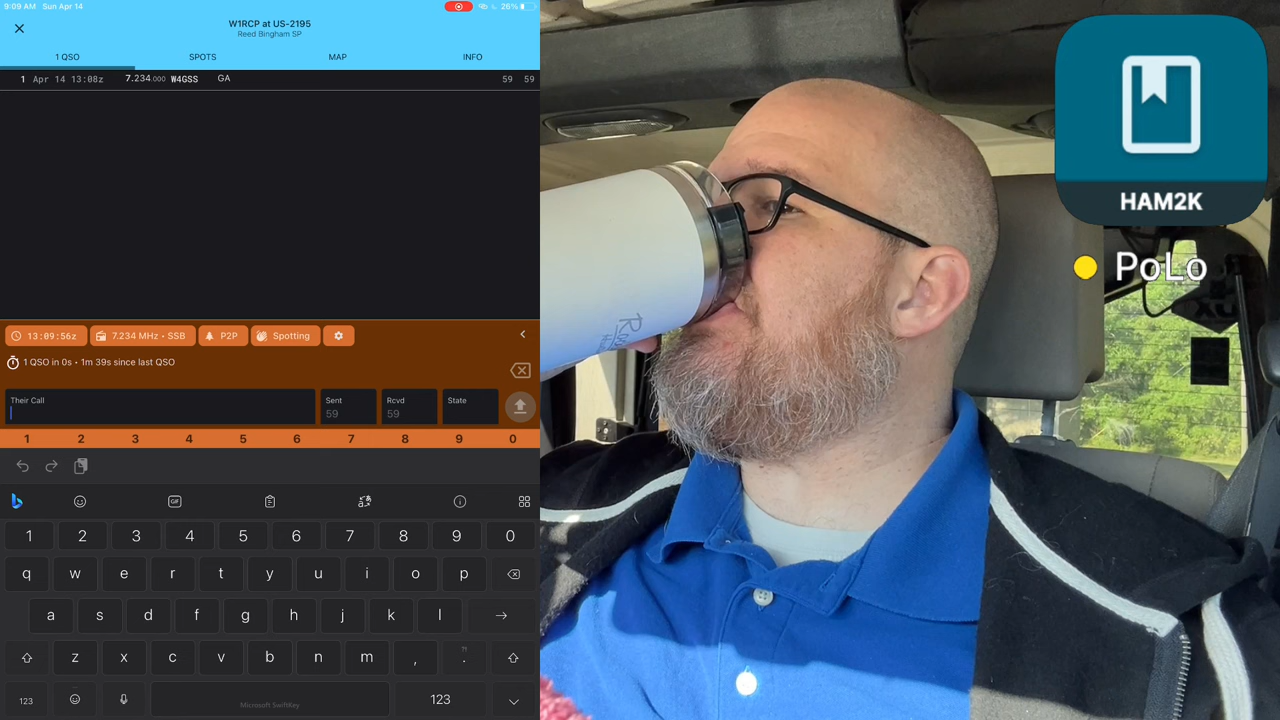 9:09 AM Sun Apr 14
26%
W1RCP at US-2195
Reed Bingham SP
1 QSO SPOTS MAP INFO
1 Apr 14 13:08z 7.234.000 W4GSS GA 59 59
13:09:56z 7.234 MHz • SSB P2P Spotting
1 QSO in 0s • 1m 39s since last QSO
Their Call Sent Rcvd State
59 59
1 2 3 4 5 6 7 8 9 0
GIF
1 2 3 4 5 6 7 8 9 0
q w e r t y u i o p
a s d f g h j k l
z x c v b n m , .
123 Microsoft SwiftKey 123
HAM2K
PoLo